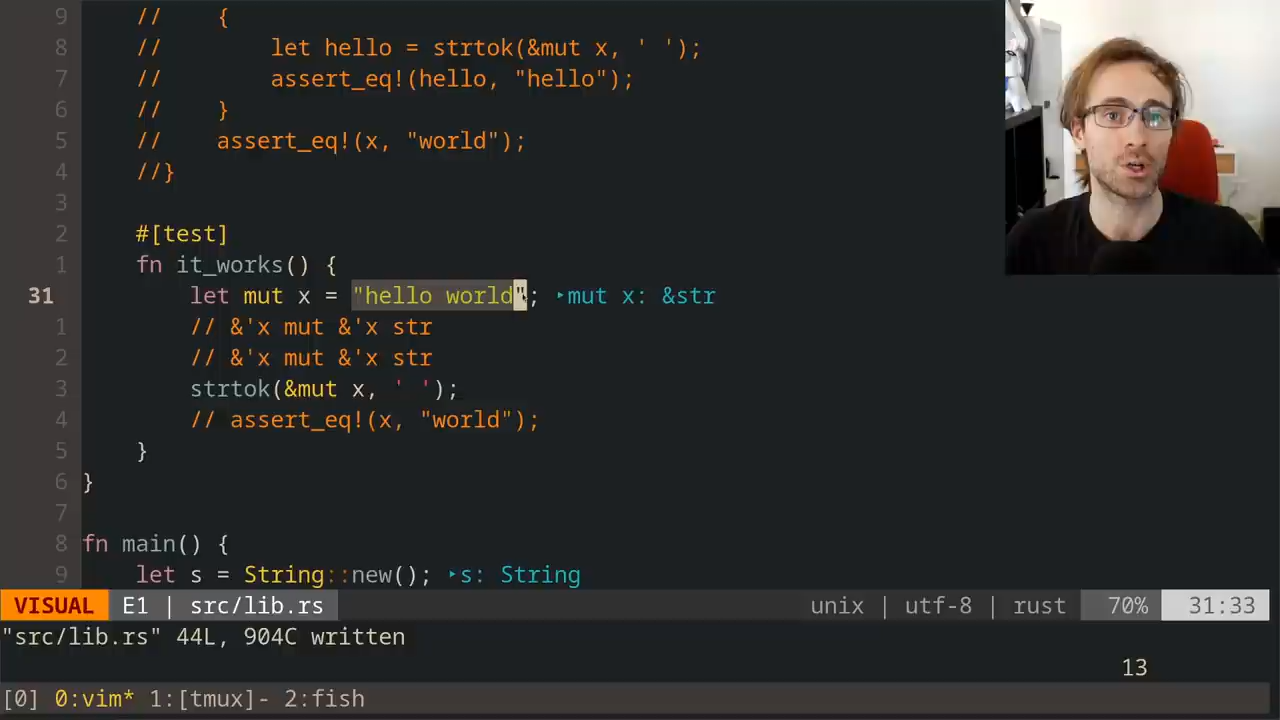 9 //    {
8 //        let hello = strtok(&mut x, ' ');
7 //        assert_eq!(hello, "hello");
6 //    }
5 //    assert_eq!(x, "world");
4 //}
3
2 #[test]
1 fn it_works() {
31 let mut x = "hello world"; ‣mut x: &str
1 // &'x mut &'x str
2 // &'x mut &'x str
3 strtok(&mut x, ' ');
4 // assert_eq!(x, "world");
5 }
6 }
7
8 fn main() {
9 let s = String::new(); ‣s: String
VISUAL E1 | src/lib.rs unix | utf-8 | rust 70% 31:33
"src/lib.rs" 44L, 904C written
13
[0] 0:vim* 1:[tmux]- 2:fish